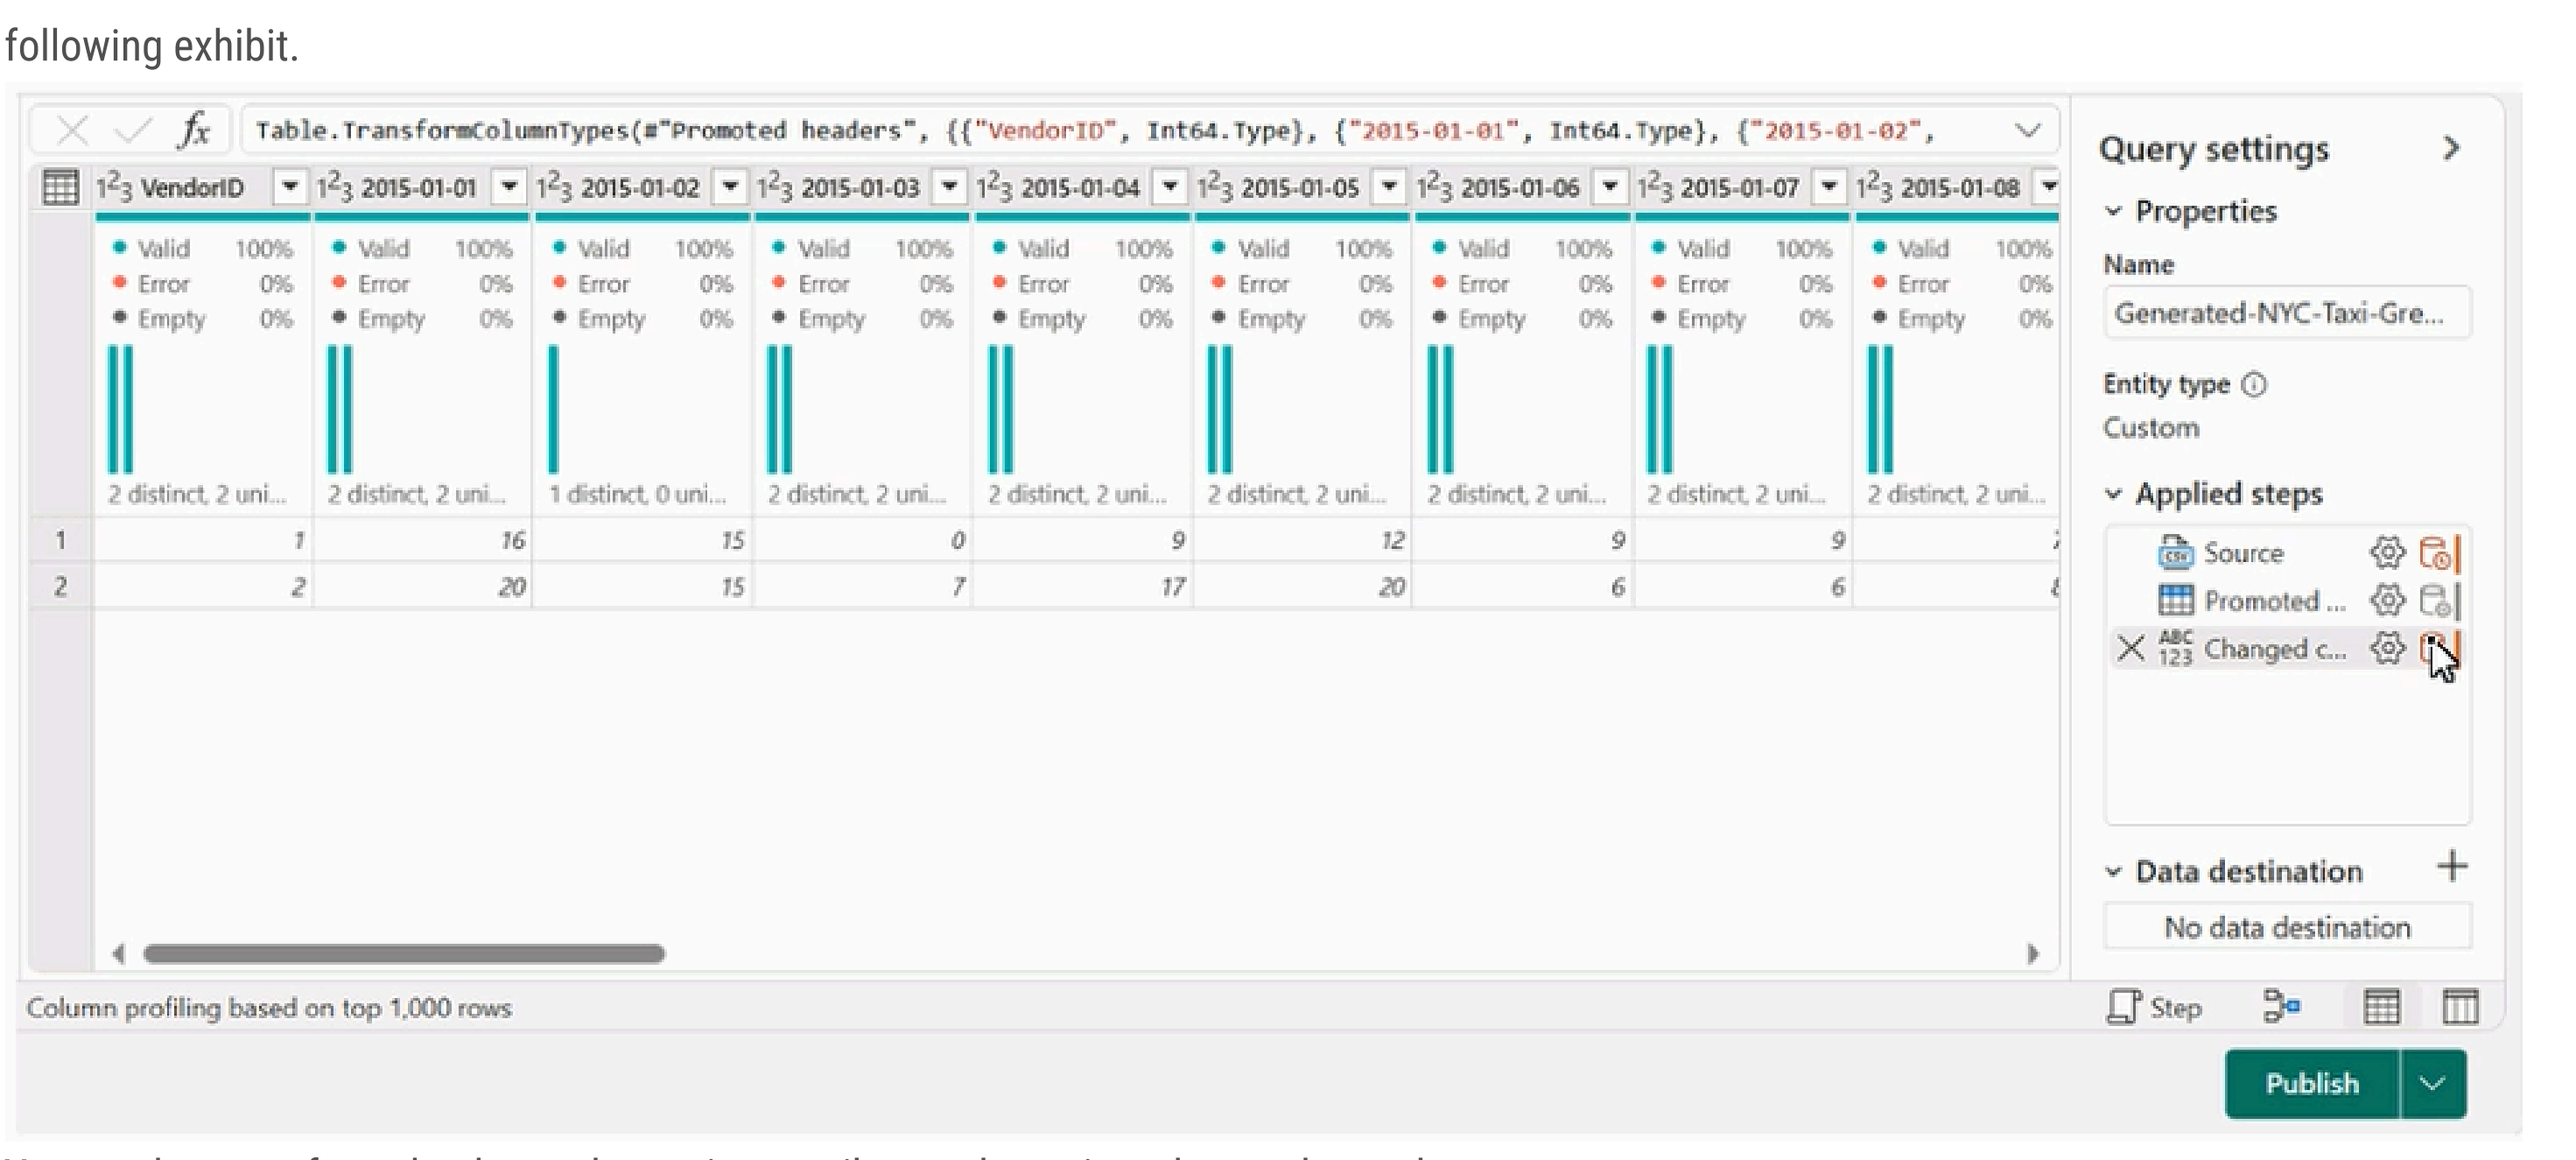 following exhibit.
fx Table.TransformColumnTypes(#"Promoted headers", {{"VendorID", Int64.Type}, {"2015-01-01", Int64.Type}, {"2015-01-02",
1²3 VendorID 1²3 2015-01-01 1²3 2015-01-02 1²3 2015-01-03 1²3 2015-01-04 1²3 2015-01-05 1²3 2015-01-06 1²3 2015-01-07 1²3 2015-01-08
Valid 100% Valid 100% Valid 100% Valid 100% Valid 100% Valid 100% Valid 100% Valid 100% Valid 100%
Error 0% Error 0% Error 0% Error 0% Error 0% Error 0% Error 0% Error 0% Error 0%
Empty 0% Empty 0% Empty 0% Empty 0% Empty 0% Empty 0% Empty 0% Empty 0% Empty 0%
2 distinct, 2 uni... 2 distinct, 2 uni... 1 distinct, 0 uni... 2 distinct, 2 uni... 2 distinct, 2 uni... 2 distinct, 2 uni... 2 distinct, 2 uni... 2 distinct, 2 uni... 2 distinct, 2 uni...
1 1 16 15 0 9 12 9 9
2 2 20 15 7 17 20 6 6
Column profiling based on top 1,000 rows
Query settings
Properties
Name
Generated-NYC-Taxi-Gre...
Entity type
Custom
Applied steps
CSV Source
Promoted ...
ABC 123 Changed c...
Data destination
No data destination
Step
Publish